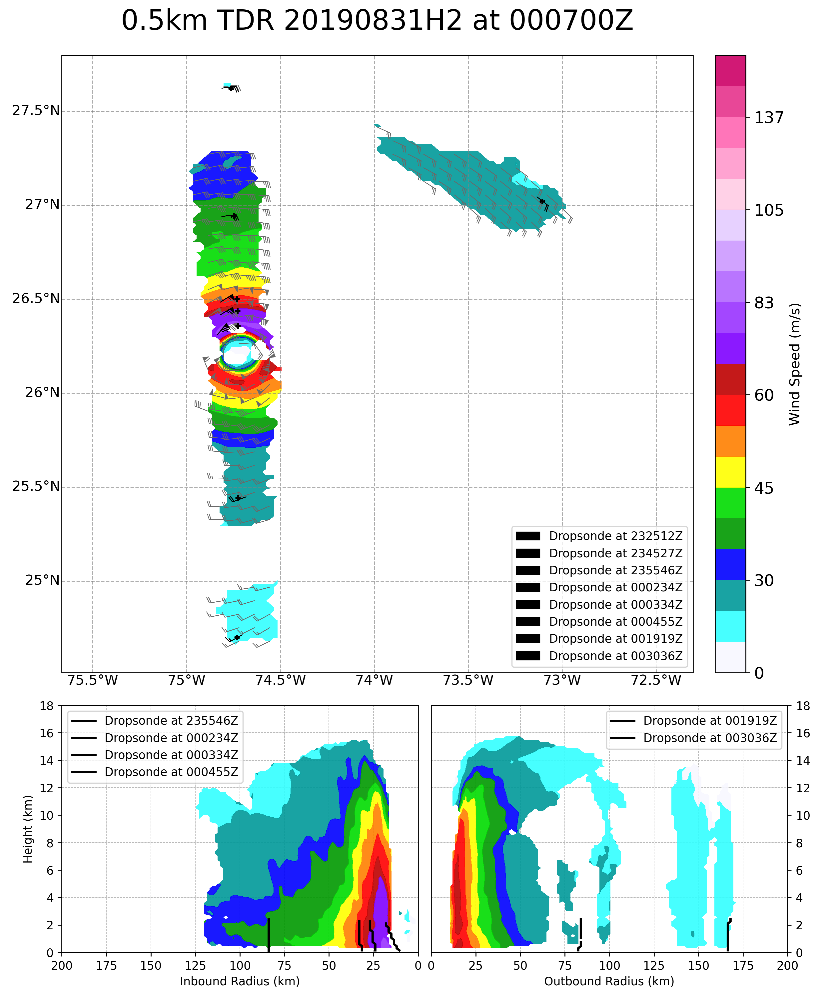 0.5km TDR 20190831H2 at 000700Z
27.5°N
27°N
26.5°N
26°N
25.5°N
25°N
75.5°W 75°W 74.5°W 74°W 73.5°W 73°W 72.5°W
Dropsonde at 232512Z
Dropsonde at 234527Z
Dropsonde at 235546Z
Dropsonde at 000234Z
Dropsonde at 000334Z
Dropsonde at 000455Z
Dropsonde at 001919Z
Dropsonde at 003036Z
137
105
83
60
45
30
0
Wind Speed (m/s)
18
16
14
12
10
8
6
4
2
0
Height (km)
Dropsonde at 235546Z
Dropsonde at 000234Z
Dropsonde at 000334Z
Dropsonde at 000455Z
200 175 150 125 100 75 50 25 0
Inbound Radius (km)
Dropsonde at 001919Z
Dropsonde at 003036Z
18
16
14
12
10
8
6
4
2
0
0 25 50 75 100 125 150 175 200
Outbound Radius (km)